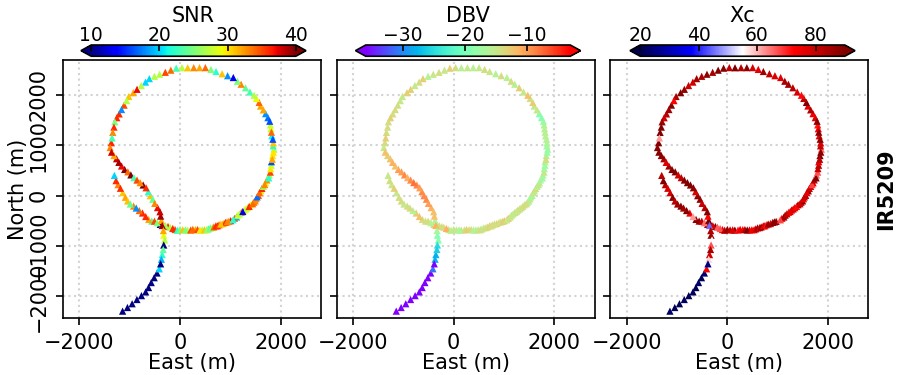 SNR DBV Xc
10 20 30 40 −30 −20 −10 20 40 60 80
North (m)
2000
1000
0
−1000
−2000
−2000 0 2000 −2000 0 2000 −2000 0 2000
East (m) East (m) East (m)
IR5209